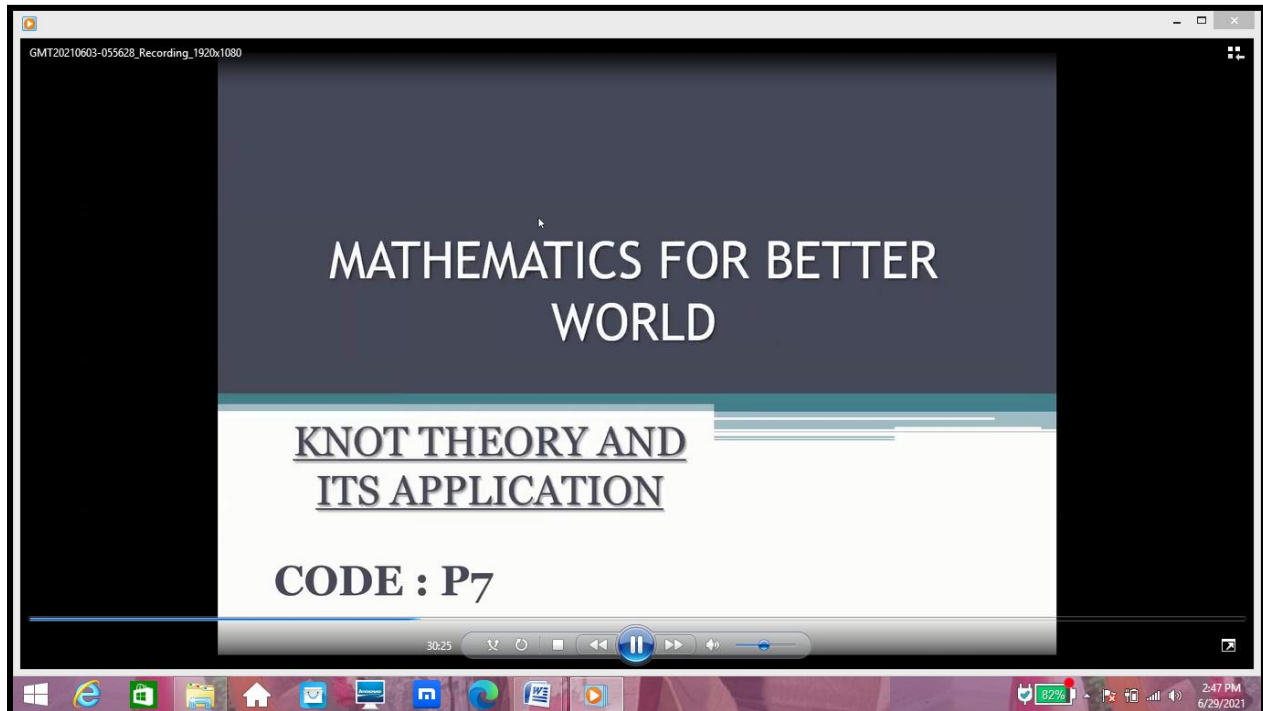 GMT20210603-055628_Recording_1920x1080
MATHEMATICS FOR BETTER
WORLD
KNOT THEORY AND
ITS APPLICATION
CODE : P7
30:25
82%
2:47 PM
6/29/2021